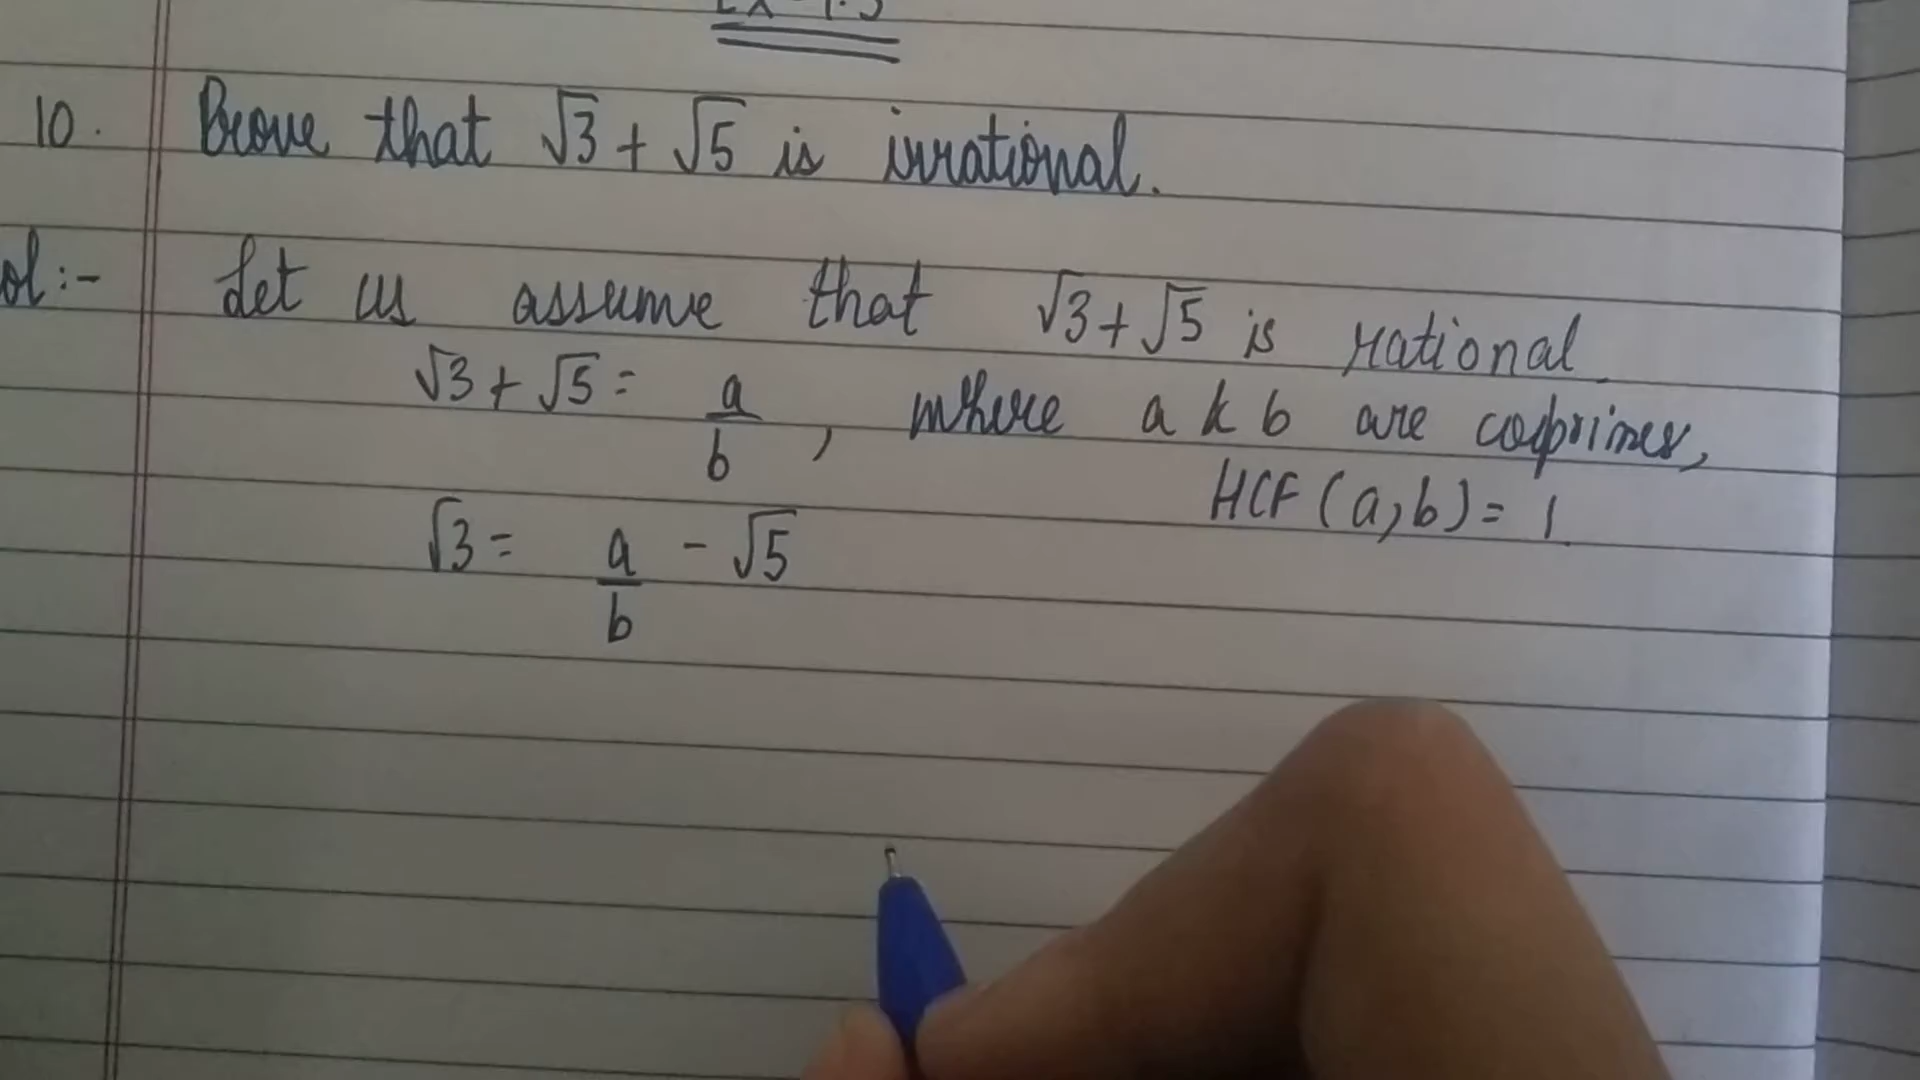 10. Prove that √3 + √5 is irrational.
ol:- Let us assume that √3 + √5 is rational.
√3 + √5 = a/b , where a & b are coprimes,
HCF (a,b) = 1.
√3 = a/b - √5